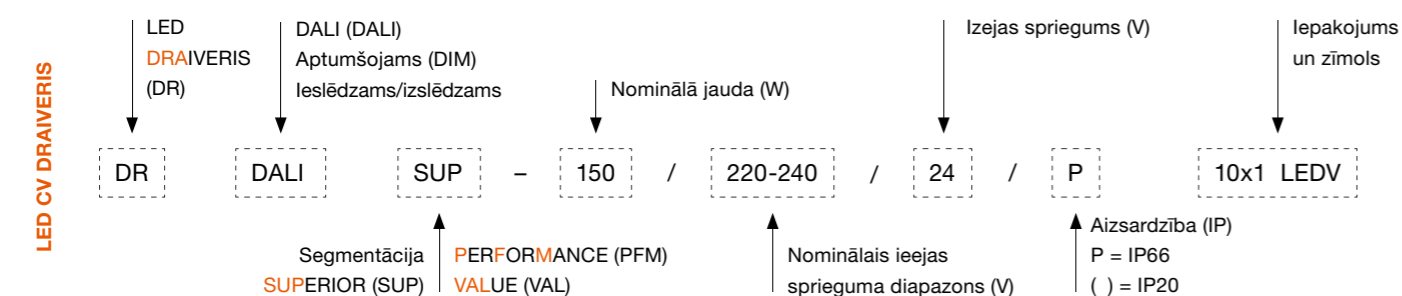 LED CV DRAIVERIS
LED
DRAIVERIS
(DR)
DALI (DALI)
Aptumšojams (DIM)
Ieslēdzams/izslēdzams
Nominālā jauda (W)
Izejas spriegums (V)
Iepakojums
un zīmols
DR DALI SUP – 150 / 220-240 / 24 / P 10x1 LEDV
Segmentācija
SUPERIOR (SUP)
PERFORMANCE (PFM)
VALUE (VAL)
Nominālais ieejas
sprieguma diapazons (V)
Aizsardzība (IP)
P = IP66
( ) = IP20